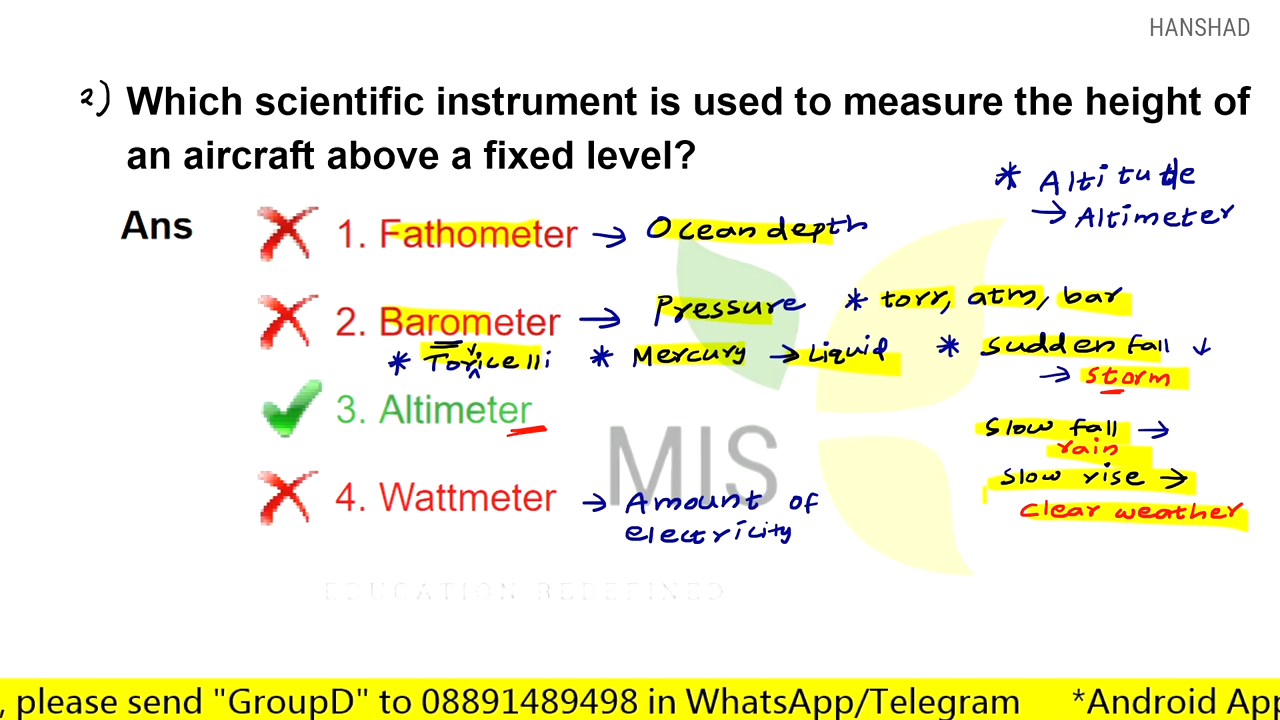 HANSHAD
2) Which scientific instrument is used to measure the height of
an aircraft above a fixed level?
* Altitude
→ Altimeter
Ans
1. Fathometer → Ocean depth
2. Barometer → Pressure * torr, atm, bar
* Toricelli * Mercury → Liquid * Sudden fall ↓
→ storm
3. Altimeter
Slow fall →
rain
Slow rise →
clear weather
MIS
4. Wattmeter → Amount of
electricity
EDUCATION REDEFINED
, please send "GroupD" to 08891489498 in WhatsApp/Telegram *Android App